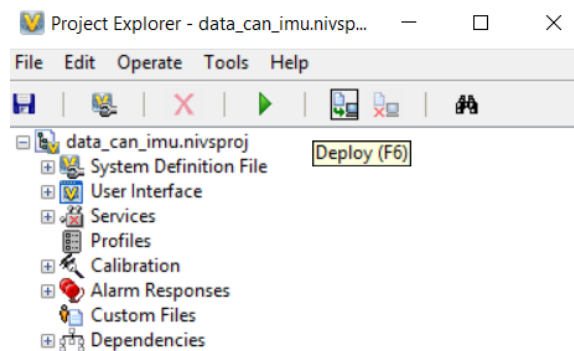 Project Explorer - data_can_imu.nivsp...
File Edit Operate Tools Help
data_can_imu.nivsproj
Deploy (F6)
System Definition File
User Interface
Services
Profiles
Calibration
Alarm Responses
Custom Files
Dependencies